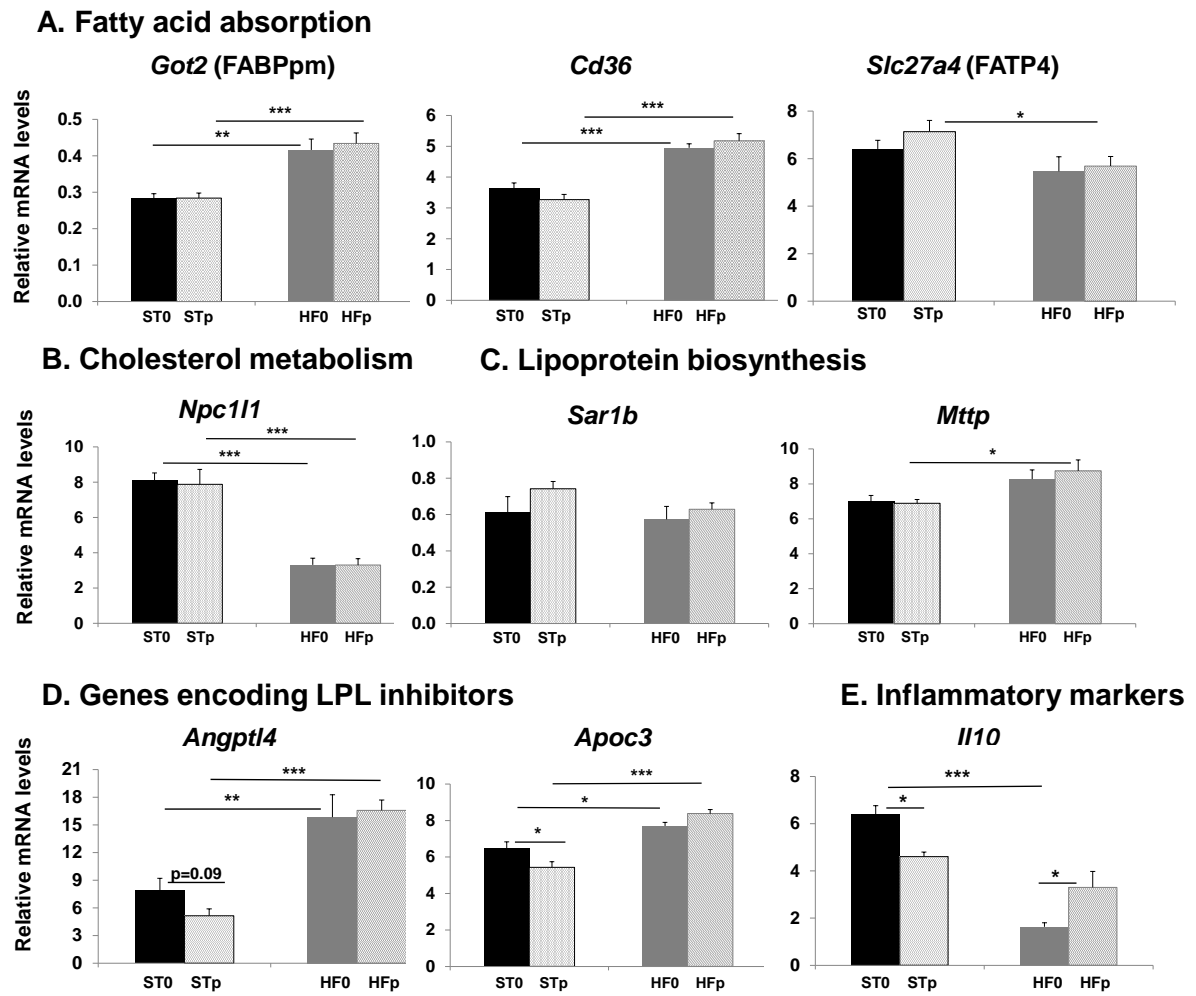 A. Fatty acid absorption
Got2 (FABPpm)
Cd36
Slc27a4 (FATP4)
Relative mRNA levels
0.5
0.4
0.3
0.2
0.1
0.0
**
***
ST0 STp HF0 HFp
6
5
4
3
2
1
0
***
***
ST0 STp HF0 HFp
8
6
4
2
0
*
ST0 STp HF0 HFp
B. Cholesterol metabolism
C. Lipoprotein biosynthesis
Npc1l1
Sar1b
Mttp
Relative mRNA levels
10
8
6
4
2
0
***
***
ST0 STp HF0 HFp
1.0
0.8
0.6
0.4
0.2
0.0
ST0 STp HF0 HFp
10
8
6
4
2
0
*
ST0 STp HF0 HFp
D. Genes encoding LPL inhibitors
E. Inflammatory markers
Angptl4
Apoc3
Il10
Relative mRNA levels
21
18
15
12
9
6
3
0
***
**
p=0.09
ST0 STp HF0 HFp
10
8
6
4
2
0
***
*
*
ST0 STp HF0 HFp
8
6
4
2
0
***
*
*
ST0 STp HF0 HFp